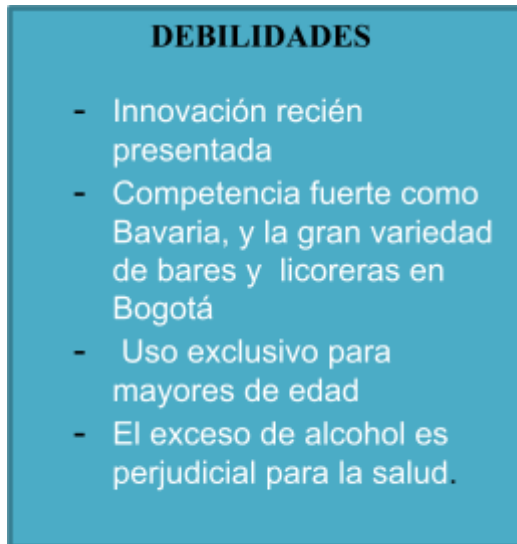 DEBILIDADES
- Innovación recién
presentada
- Competencia fuerte como
Bavaria, y la gran variedad
de bares y licoreras en
Bogotá
- Uso exclusivo para
mayores de edad
- El exceso de alcohol es
perjudicial para la salud.